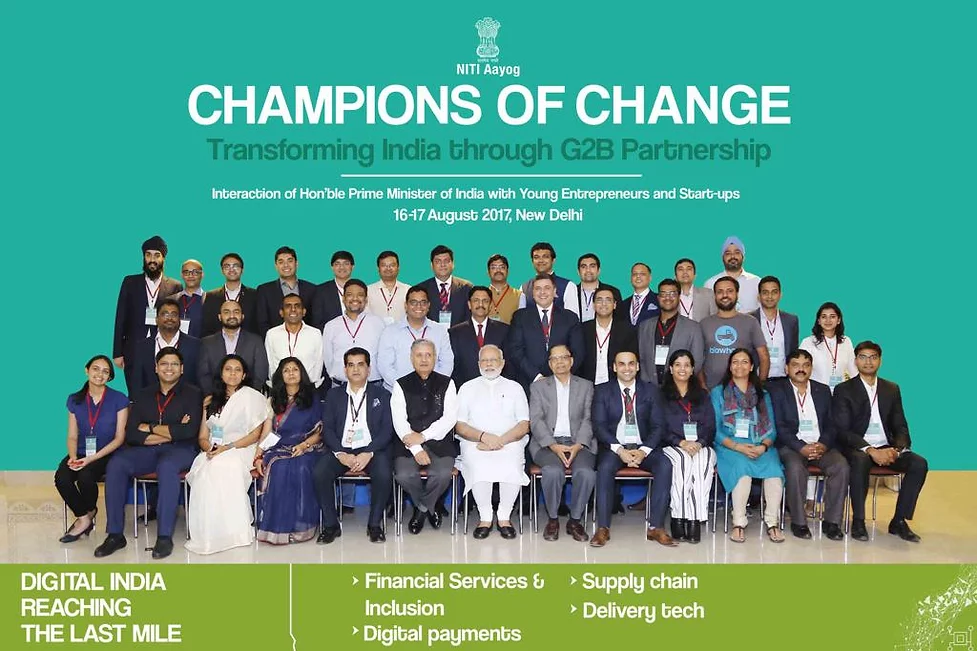 NITI Aayog
CHAMPIONS OF CHANGE
Transforming India through G2B Partnership
Interaction of Hon'ble Prime Minister of India with Young Entrepreneurs and Start-ups
16-17 August 2017, New Delhi
DIGITAL INDIA
REACHING
THE LAST MILE
› Financial Services &
Inclusion
› Digital payments
› Supply chain
› Delivery tech